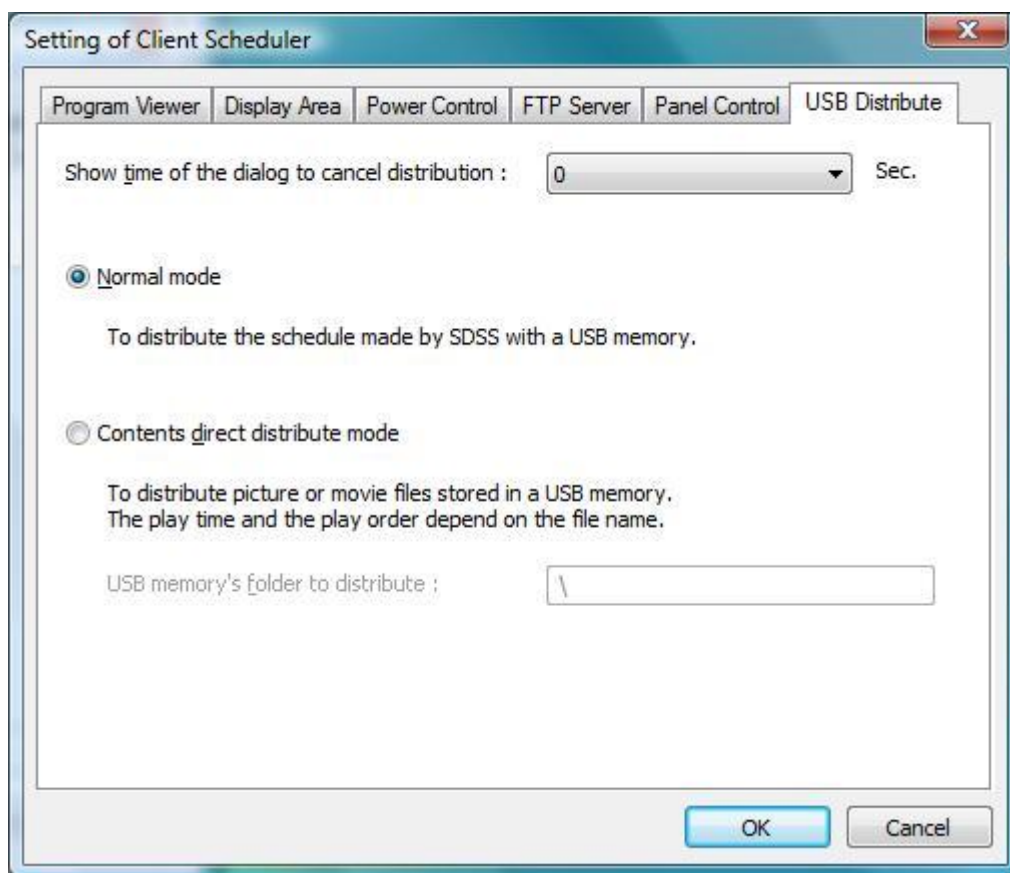 Setting of Client Scheduler
Program Viewer Display Area Power Control FTP Server Panel Control USB Distribute
Show time of the dialog to cancel distribution : 0 Sec.
Normal mode
To distribute the schedule made by SDSS with a USB memory.
Contents direct distribute mode
To distribute picture or movie files stored in a USB memory.
The play time and the play order depend on the file name.
USB memory's folder to distribute : \
OK Cancel